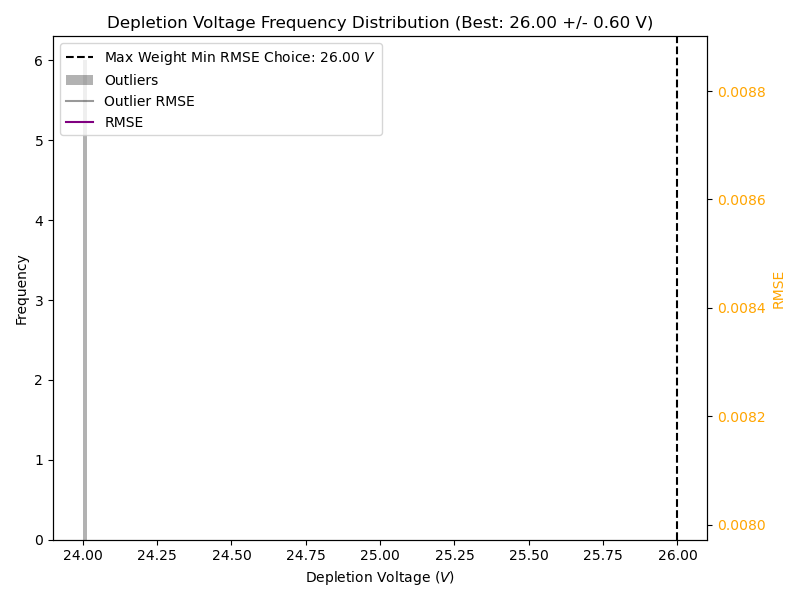 Depletion Voltage Frequency Distribution (Best: 26.00 +/- 0.60 V)
Max Weight Min RMSE Choice: 26.00 V
Outliers
Outlier RMSE
RMSE
6
5
4
3
2
1
0
Frequency
0.0088
0.0086
0.0084
0.0082
0.0080
RMSE
24.00 24.25 24.50 24.75 25.00 25.25 25.50 25.75 26.00
Depletion Voltage (V)